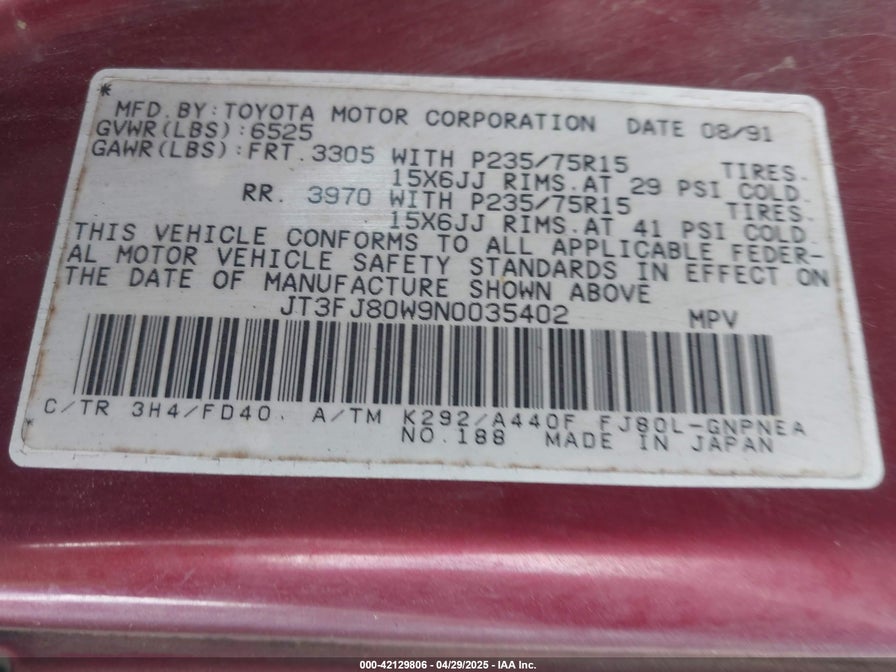 *
MFD. BY: TOYOTA MOTOR CORPORATION DATE 08/91
GVWR(LBS):6525
GAWR(LBS):FRT. 3305 WITH P235/75R15 TIRES.
15X6JJ RIMS.AT 29 PSI COLD.
RR. 3970 WITH P235/75R15 TIRES.
15X6JJ RIMS.AT 41 PSI COLD.
THIS VEHICLE CONFORMS TO ALL APPLICABLE FEDER-
AL MOTOR VEHICLE SAFETY STANDARDS IN EFFECT ON
THE DATE OF MANUFACTURE SHOWN ABOVE
JT3FJ80W9N0035402 MPV
C/TR 3H4/FD40. A/TM K292/A440F FJ80L-GNPNEA
* NO.188 MADE IN JAPAN
000-42129806 - 04/29/2025 - IAA Inc.